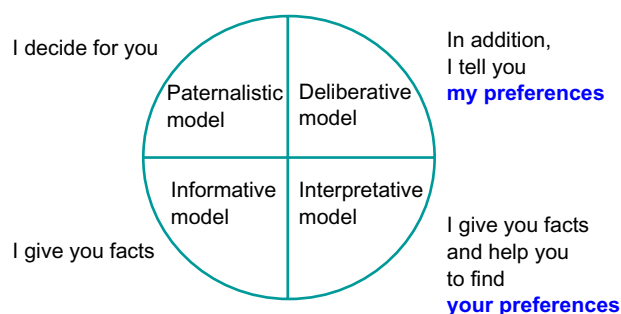 I decide for you
In addition,
I tell you
my preferences
Paternalistic
model
Deliberative
model
Informative
model
Interpretative
model
I give you facts
I give you facts
and help you
to find
your preferences